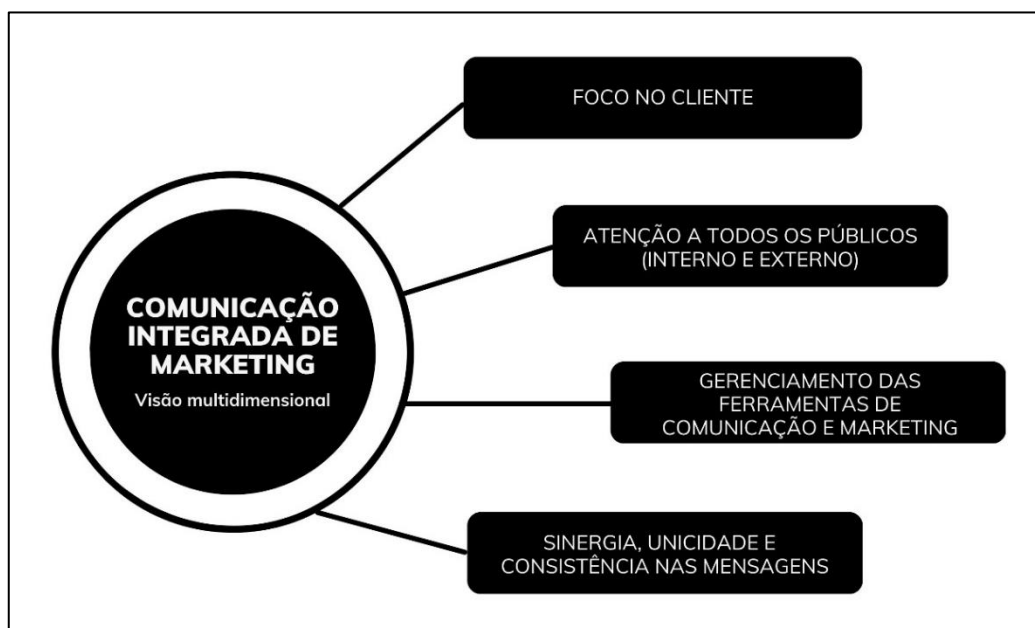 COMUNICAÇÃO
INTEGRADA DE
MARKETING
Visão multidimensional
FOCO NO CLIENTE
ATENÇÃO A TODOS OS PÚBLICOS
(INTERNO E EXTERNO)
GERENCIAMENTO DAS
FERRAMENTAS DE
COMUNICAÇÃO E MARKETING
SINERGIA, UNICIDADE E
CONSISTÊNCIA NAS MENSAGENS